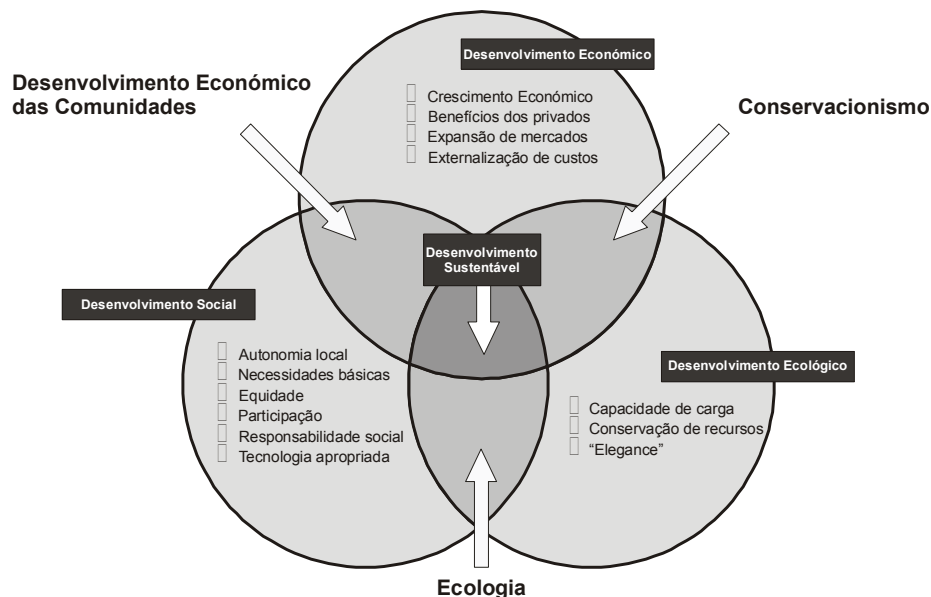 Desenvolvimento Económico
Desenvolvimento Económico
das Comunidades
Conservacionismo
Crescimento Económico
Benefícios dos privados
Expansão de mercados
Externalização de custos
Desenvolvimento
Sustentável
Desenvolvimento Social
Autonomia local
Necessidades básicas
Equidade
Participação
Responsabilidade social
Tecnologia apropriada
Desenvolvimento Ecológico
Capacidade de carga
Conservação de recursos
“Elegance”
Ecologia